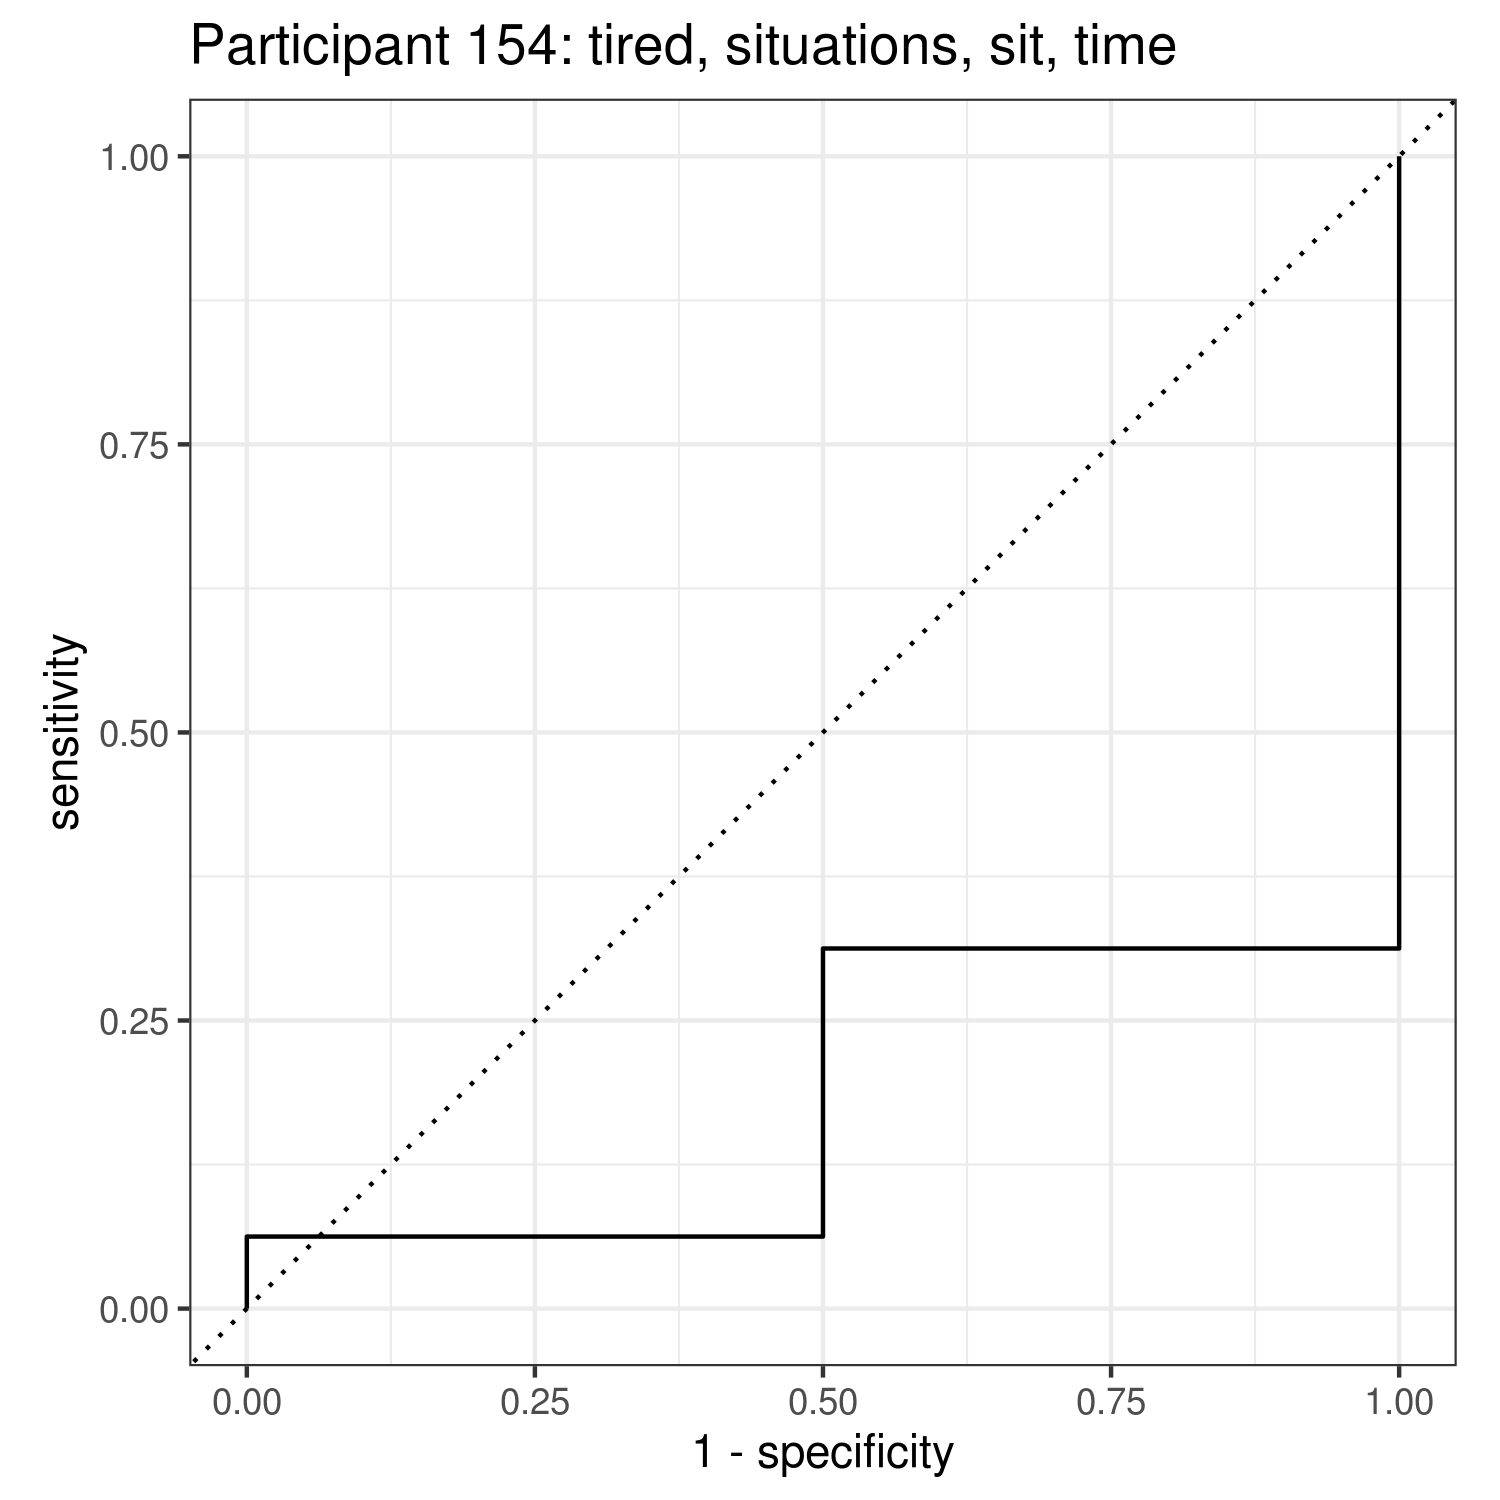 Participant 154: tired, situations, sit, time
1.00
0.75
0.50
0.25
0.00
sensitivity
0.00 0.25 0.50 0.75 1.00
1 - specificity